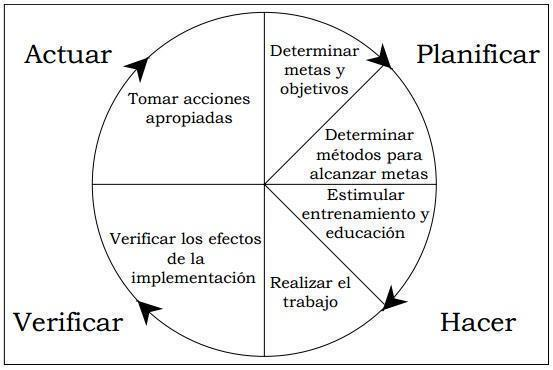 Actuar
Planificar
Determinar
metas y
objetivos
Tomar acciones
apropiadas
Determinar
métodos para
alcanzar metas
Estimular
entrenamiento y
educación
Verificar los efectos
de la
implementación
Realizar el
trabajo
Verificar
Hacer